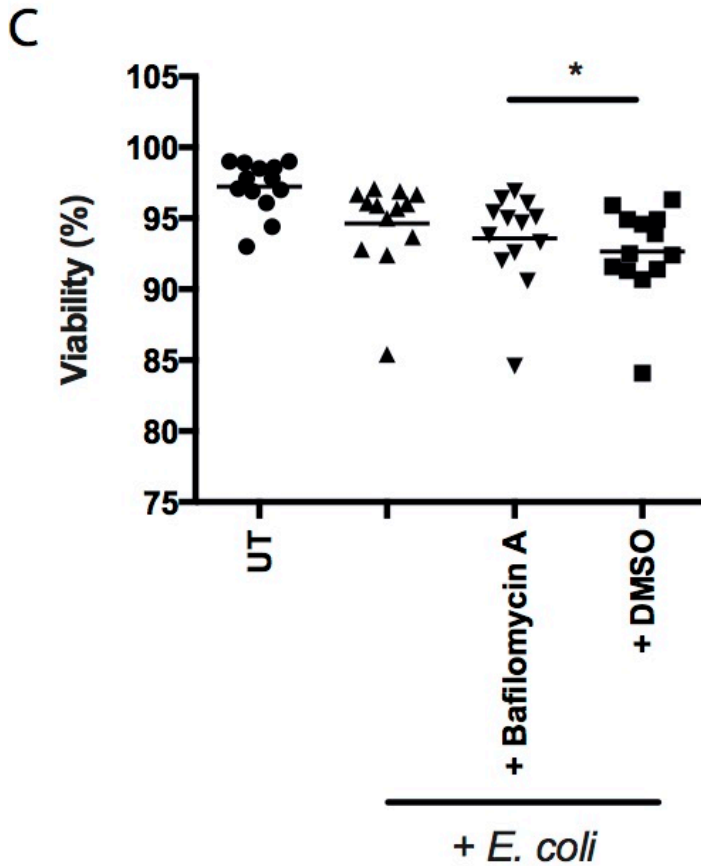 C
105
*
100
95
90
85
80
75
Viability (%)
UT
+ Bafilomycin A
+ DMSO
+ E. coli